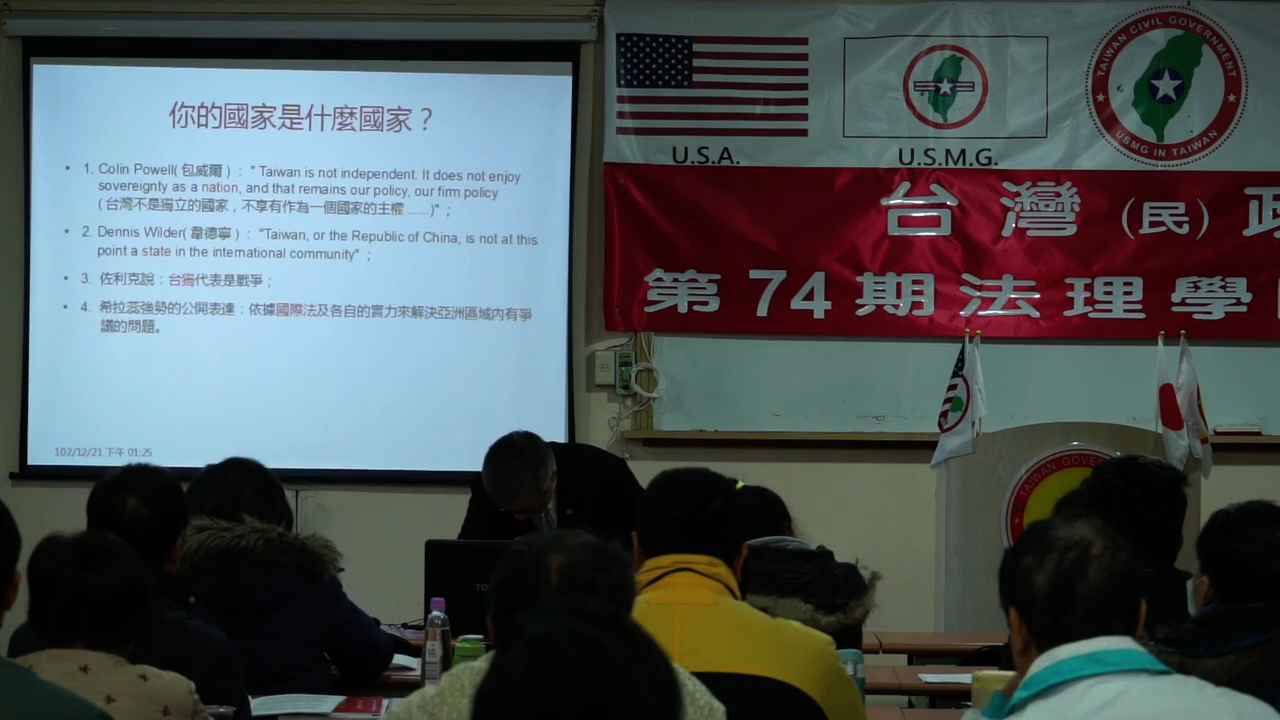 你的國家是什麼國家？
• 1. Colin Powell( 包威爾 ) : " Taiwan is not independent. It does not enjoy
sovereignty as a nation, and that remains our policy, our firm policy
( 台灣不是獨立的國家，不享有作為一個國家的主權 .......)" ;
• 2. Dennis Wilder( 韋德寧 ) : "Taiwan, or the Republic of China, is not at this
point a state in the international community" ;
• 3. 佐利克說：台獨代表是戰爭；
• 4. 希拉蕊強勢的公開表達：依據國際法及各自的實力來解決亞洲區域內有爭
議的問題。
102/12/21 下午 01:25
U.S.A.
U.S.M.G.
TAIWAN CIVIL GOVERNMENT
USMG IN TAIWAN
台灣(民)政
第74期法理學
TAIWAN GOVE